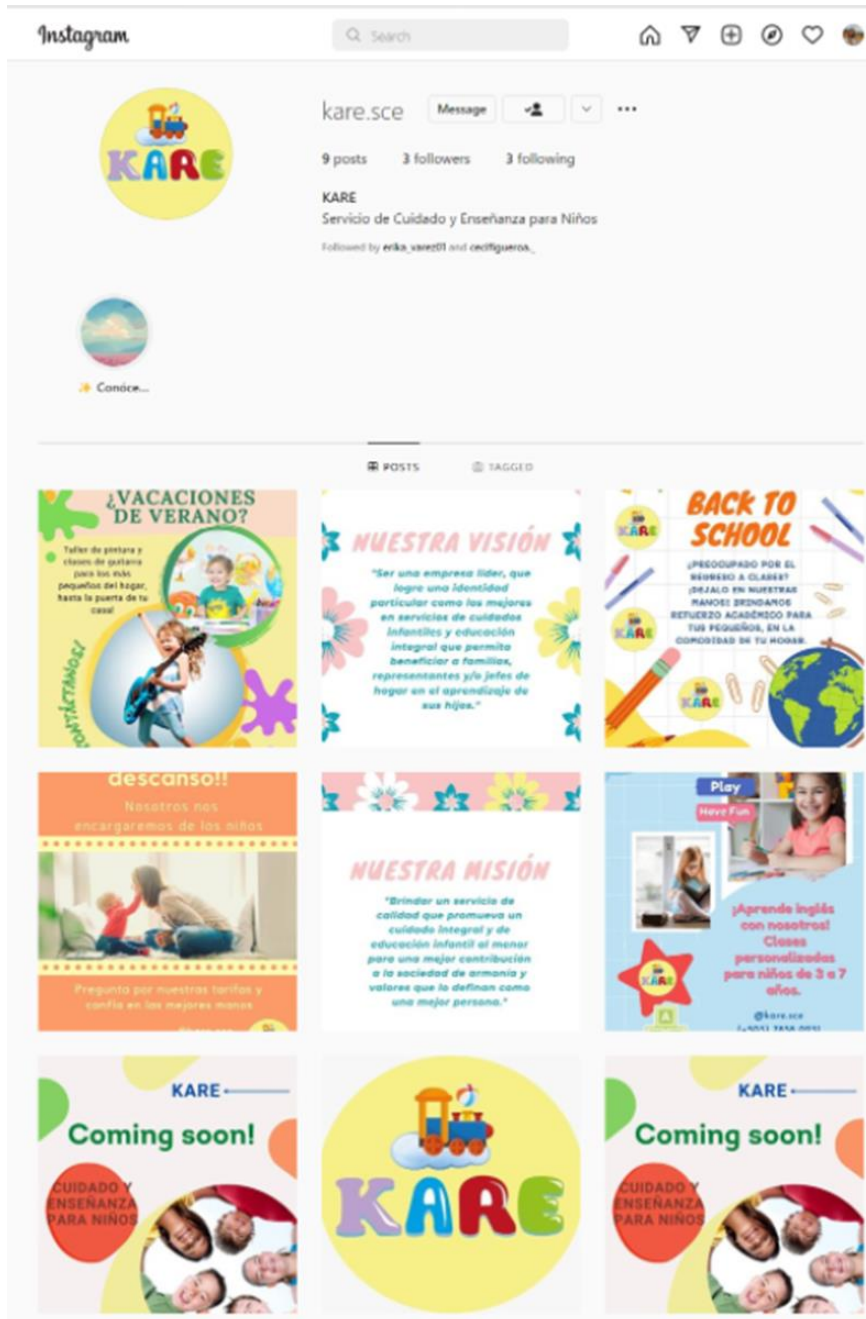 Instagram
Search
KARE
kare.sce
Message
9 posts 3 followers 3 following
KARE
Servicio de Cuidado y Enseñanza para Niños
Followed by erika_varez01 and cecifigueroa._
✨ Conóce...
POSTS
TAGGED
¿VACACIONES
DE VERANO?
Taller de pintura y
clases de guitarra
para los más
pequeños del hogar,
hasta la puerta de tu
casa!
CONTÁCTANOS!
NUESTRA VISIÓN
"Ser una empresa líder, que
logre una identidad
particular como los mejores
en servicios de cuidados
infantiles y educación
integral que permita
beneficiar a familias,
representantes y/o jefes de
hogar en el aprendizaje de
sus hijos."
BACK TO
SCHOOL
¿PREOCUPADO POR EL
REGRESO A CLASES?
¡DEJALO EN NUESTRAS
MANOS! BRINDAMOS
REFUERZO ACADÉMICO PARA
TUS PEQUEÑOS, EN LA
COMODIDAD DE TU HOGAR.
KARE
KARE
KARE
descanso!!
Nosotros nos
encargaremos de los niños
Pregunta por nuestras tarifas y
confía en las mejores manos
NUESTRA MISIÓN
"Brindar un servicio de
calidad que promueva un
cuidado integral y de
educación infantil al menor
para una mejor contribución
a la sociedad de armonía y
valores que lo definan como
una mejor persona."
Play
Have Fun
¡Aprende inglés
con nosotros!
Clases
personalizadas
para niños de 3 a 7
años.
KARE
A
@kare.sce
KARE
Coming soon!
CUIDADO Y
ENSEÑANZA
PARA NIÑOS
KARE
KARE
Coming soon!
CUIDADO Y
ENSEÑANZA
PARA NIÑOS